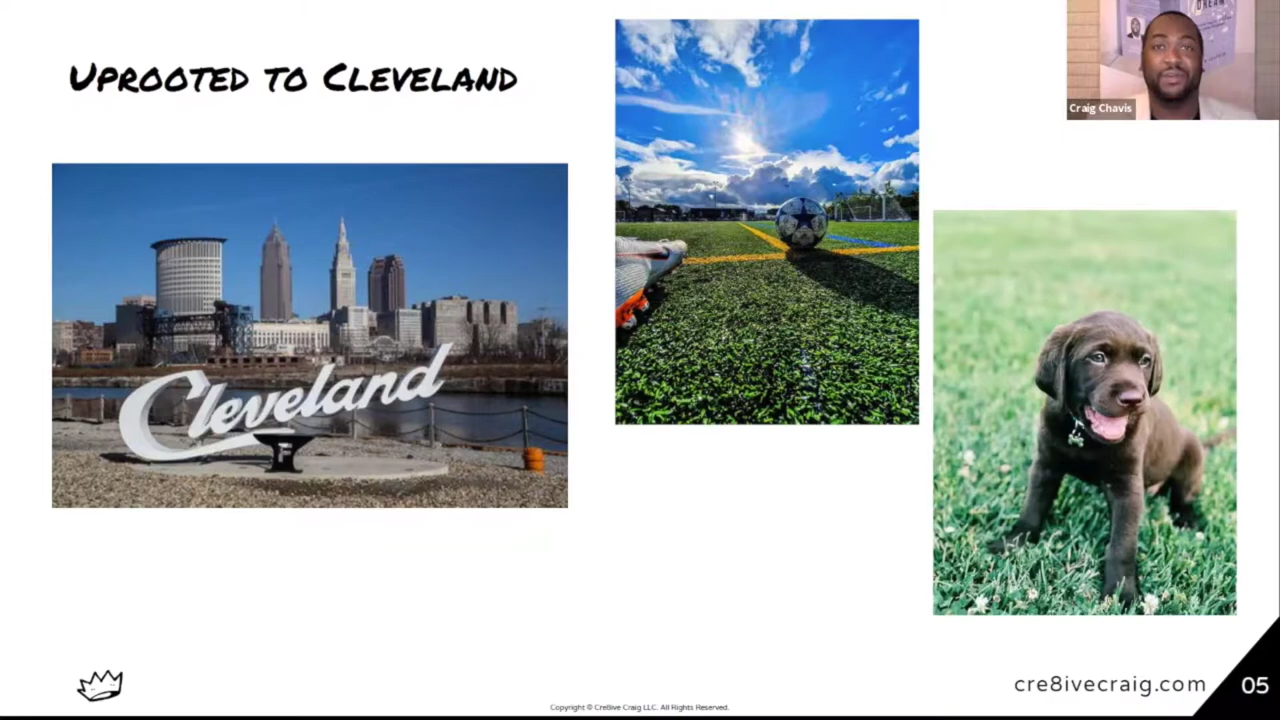 UPROOTED TO CLEVELAND
Craig Chavis
Cleveland
cre8ivecraig.com
05
Copyright © Cre8ive Craig LLC. All Rights Reserved.